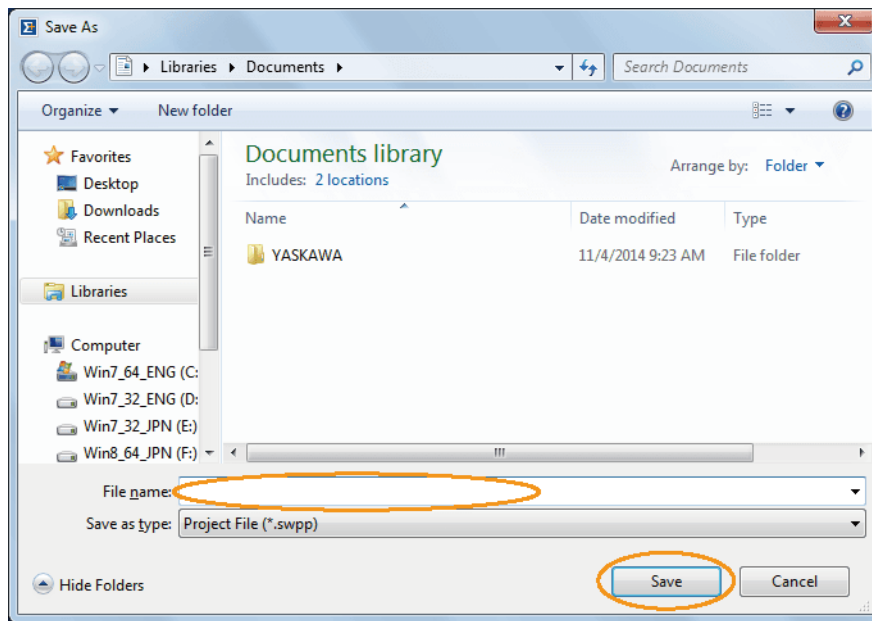 Save As
Libraries Documents
Search Documents
Organize New folder
Favorites
Desktop
Downloads
Recent Places
Libraries
Computer
Win7_64_ENG (C:
Win7_32_ENG (D:
Win7_32_JPN (E:)
Win8_64_JPN (F:)
Documents library
Includes: 2 locations
Arrange by: Folder
Name Date modified Type
YASKAWA 11/4/2014 9:23 AM File folder
File name:
Save as type: Project File (*.swpp)
Hide Folders
Save Cancel